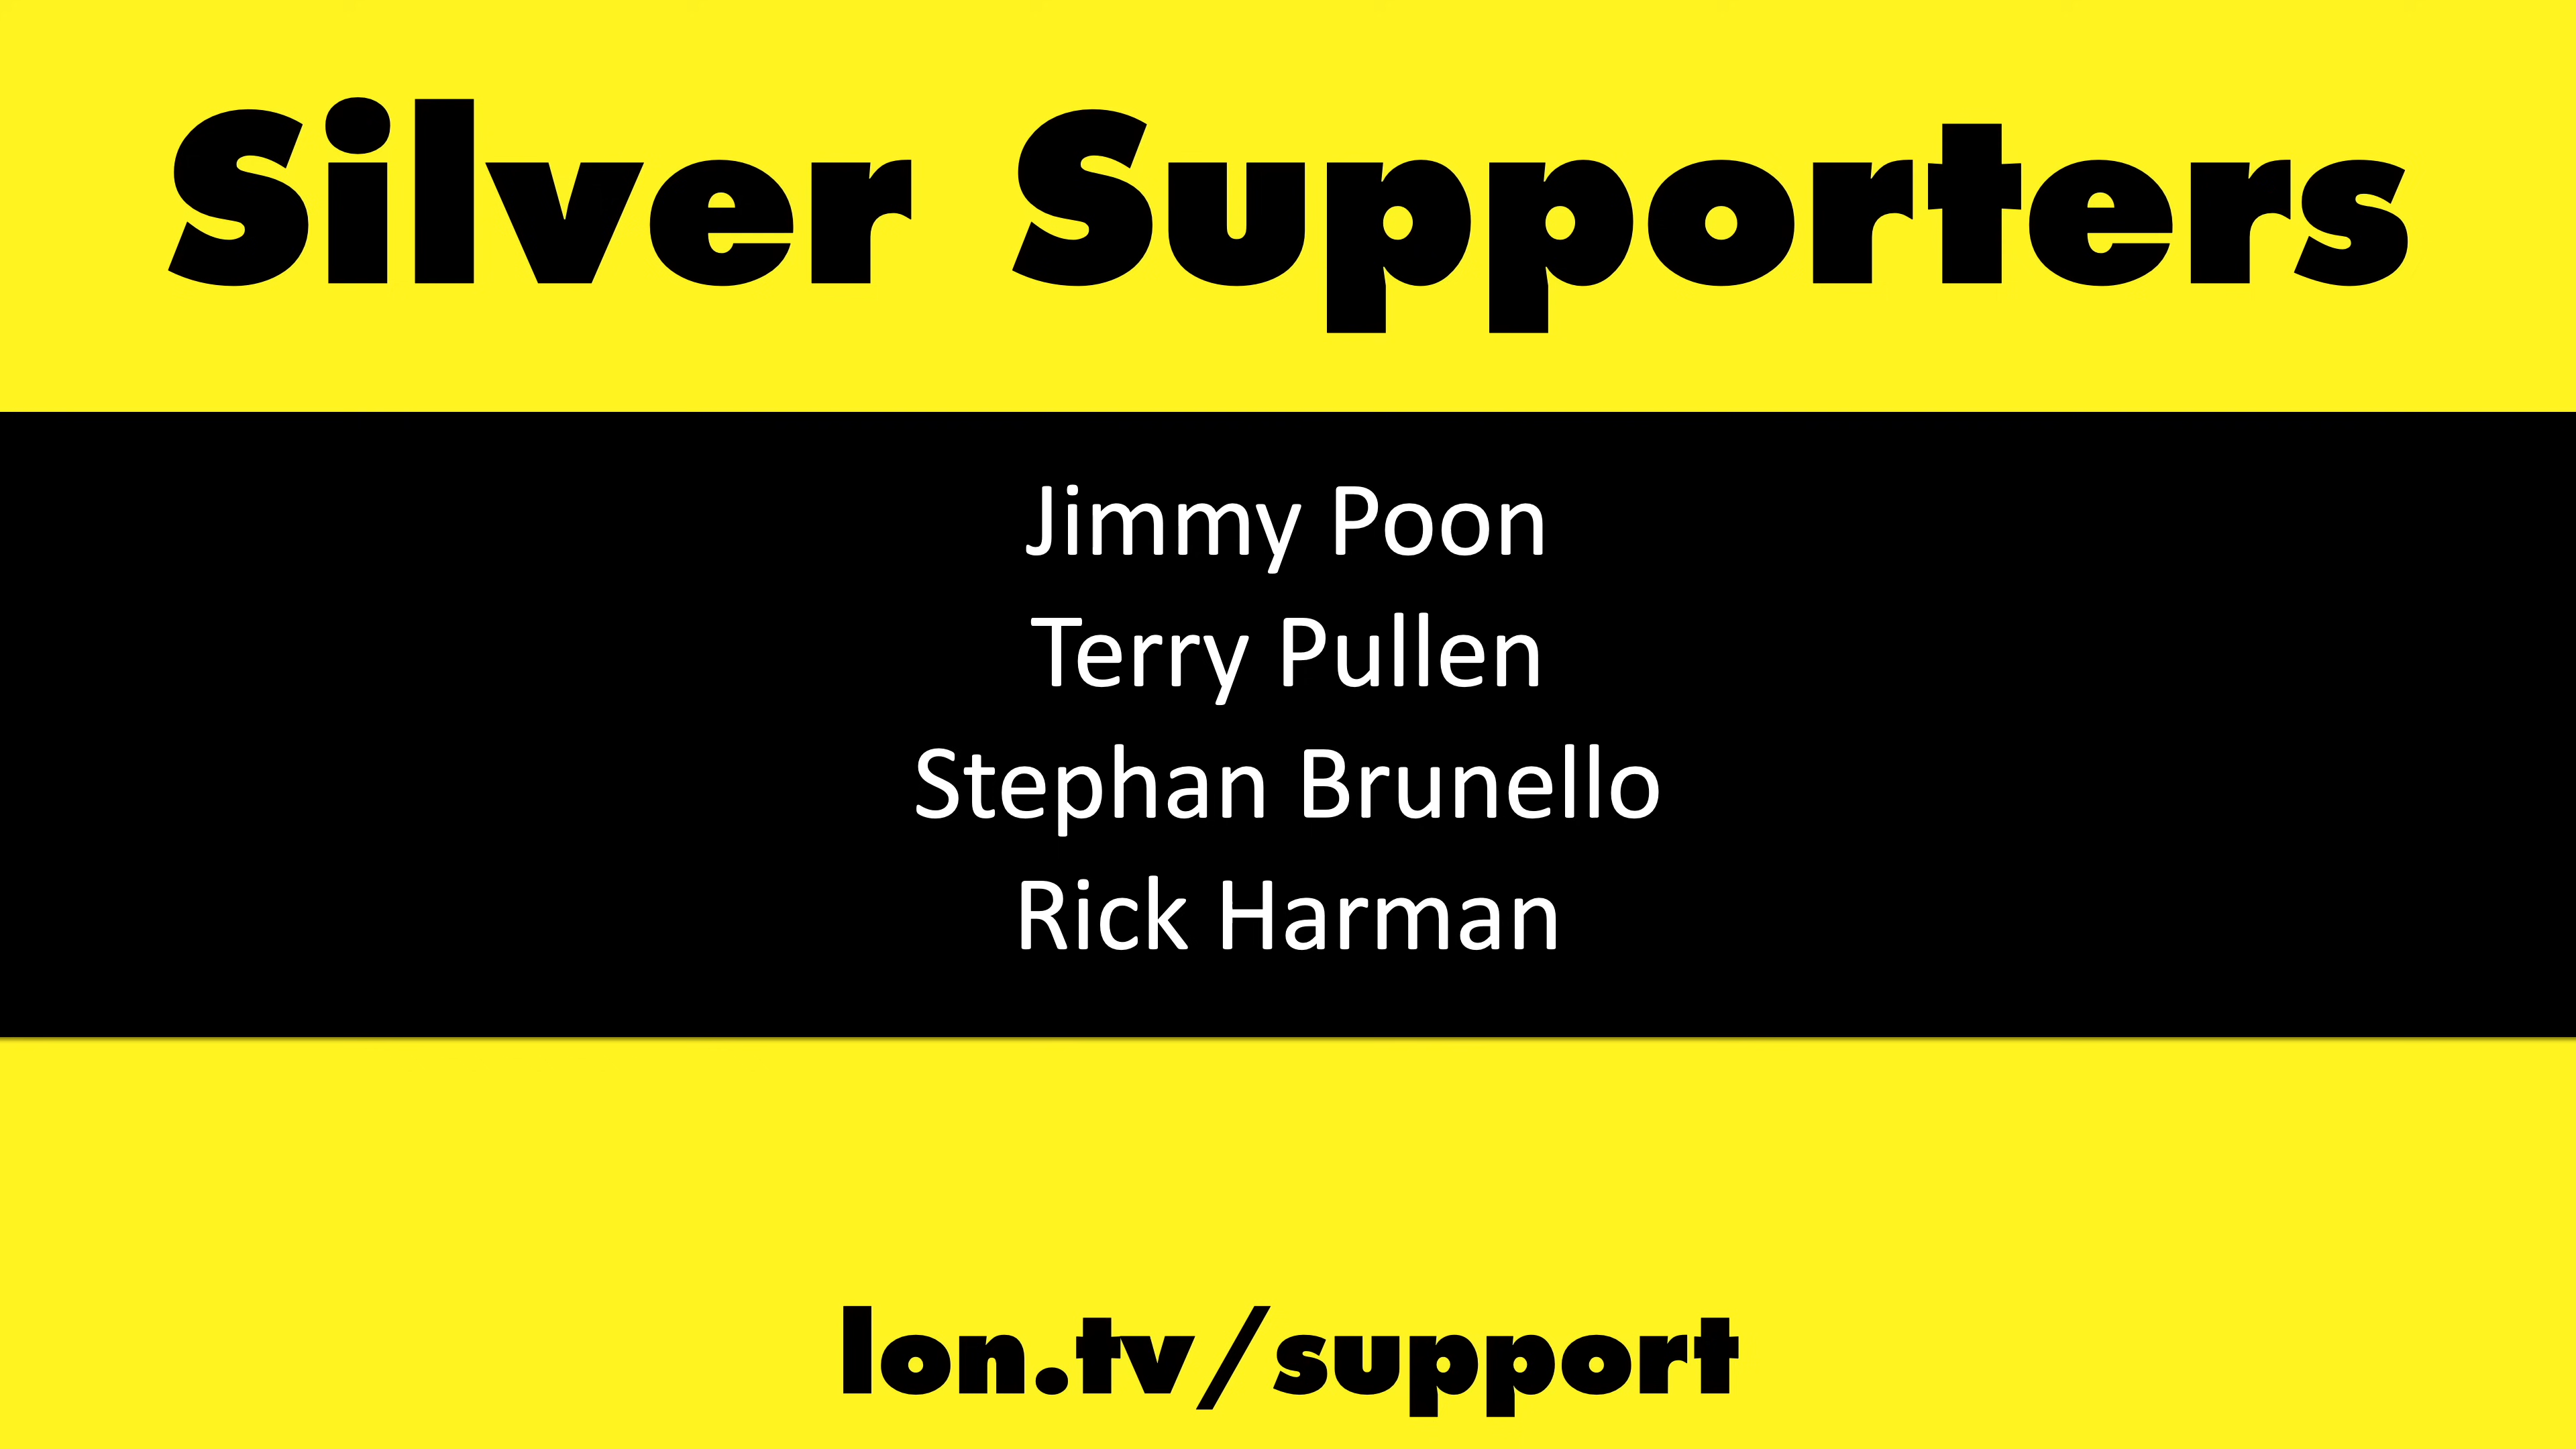 Silver Supporters
Jimmy Poon
Terry Pullen
Stephan Brunello
Rick Harman
lon.tv/support